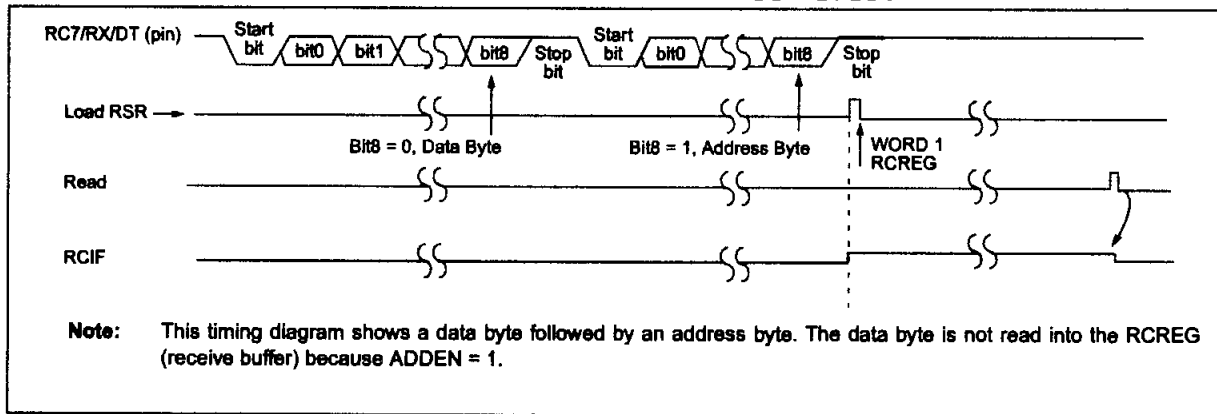 RC7/RX/DT (pin)
Start bit
bit0
bit1
bit8
Stop bit
Start bit
bit0
bit8
Stop bit
Load RSR
Bit8 = 0, Data Byte
Bit8 = 1, Address Byte
WORD 1
RCREG
Read
RCIF
Note: This timing diagram shows a data byte followed by an address byte. The data byte is not read into the RCREG
(receive buffer) because ADDEN = 1.